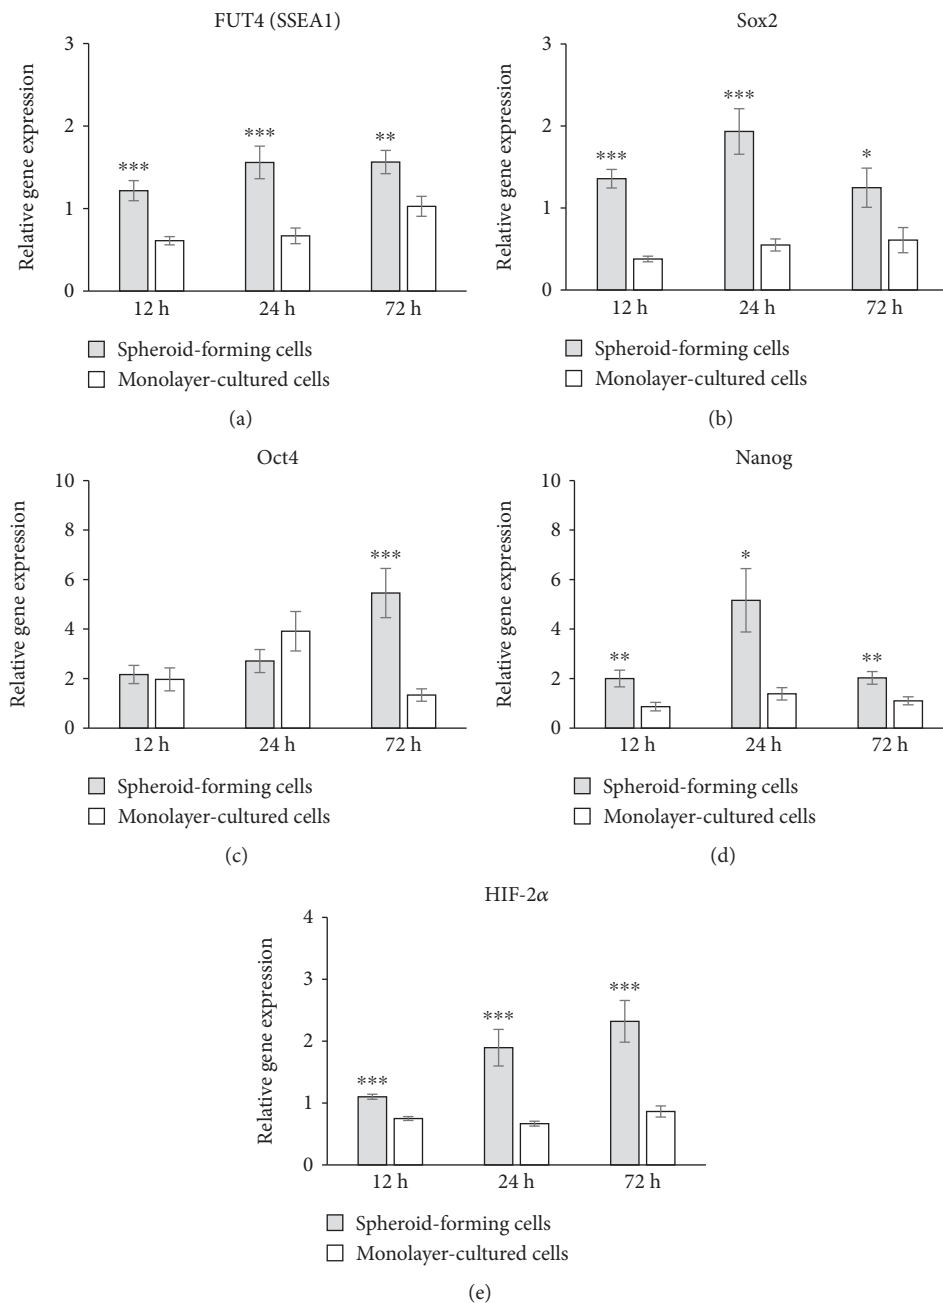 FUT4 (SSEA1)
3
2
1
0
Relative gene expression
***
***
**
12 h
24 h
72 h
Spheroid-forming cells
Monolayer-cultured cells
(a)
Sox2
3
2
1
0
Relative gene expression
***
***
*
12 h
24 h
72 h
Spheroid-forming cells
Monolayer-cultured cells
(b)
Oct4
10
8
6
4
2
0
Relative gene expression
***
12 h
24 h
72 h
Spheroid-forming cells
Monolayer-cultured cells
(c)
Nanog
10
8
6
4
2
0
Relative gene expression
**
*
**
12 h
24 h
72 h
Spheroid-forming cells
Monolayer-cultured cells
(d)
HIF-2α
4
3
2
1
0
Relative gene expression
***
***
***
12 h
24 h
72 h
Spheroid-forming cells
Monolayer-cultured cells
(e)